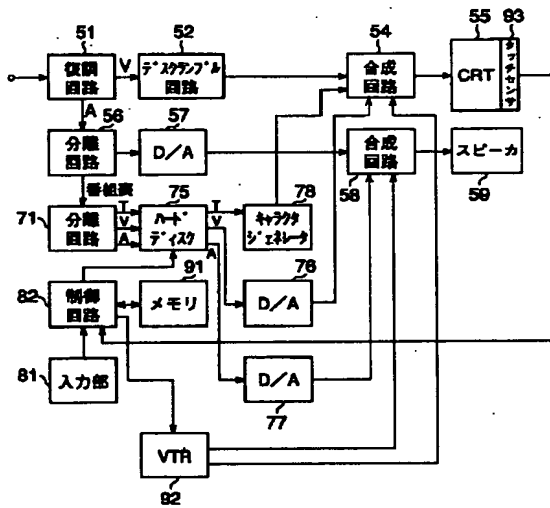 51
52
54
55
93
復調
回路
V
デスクランブル
回路
合成
回路
CRT
タッチセンサ
A
56
57
分離
回路
D/A
合成
回路
スピーカ
58
59
番組表
71
75
78
分離
回路
T
V
A
ハード
ディスク
T
V
A
キャラクタ
ジェネレータ
91
76
82
制御
回路
メモリ
D/A
81
入力部
D/A
77
VTR
92